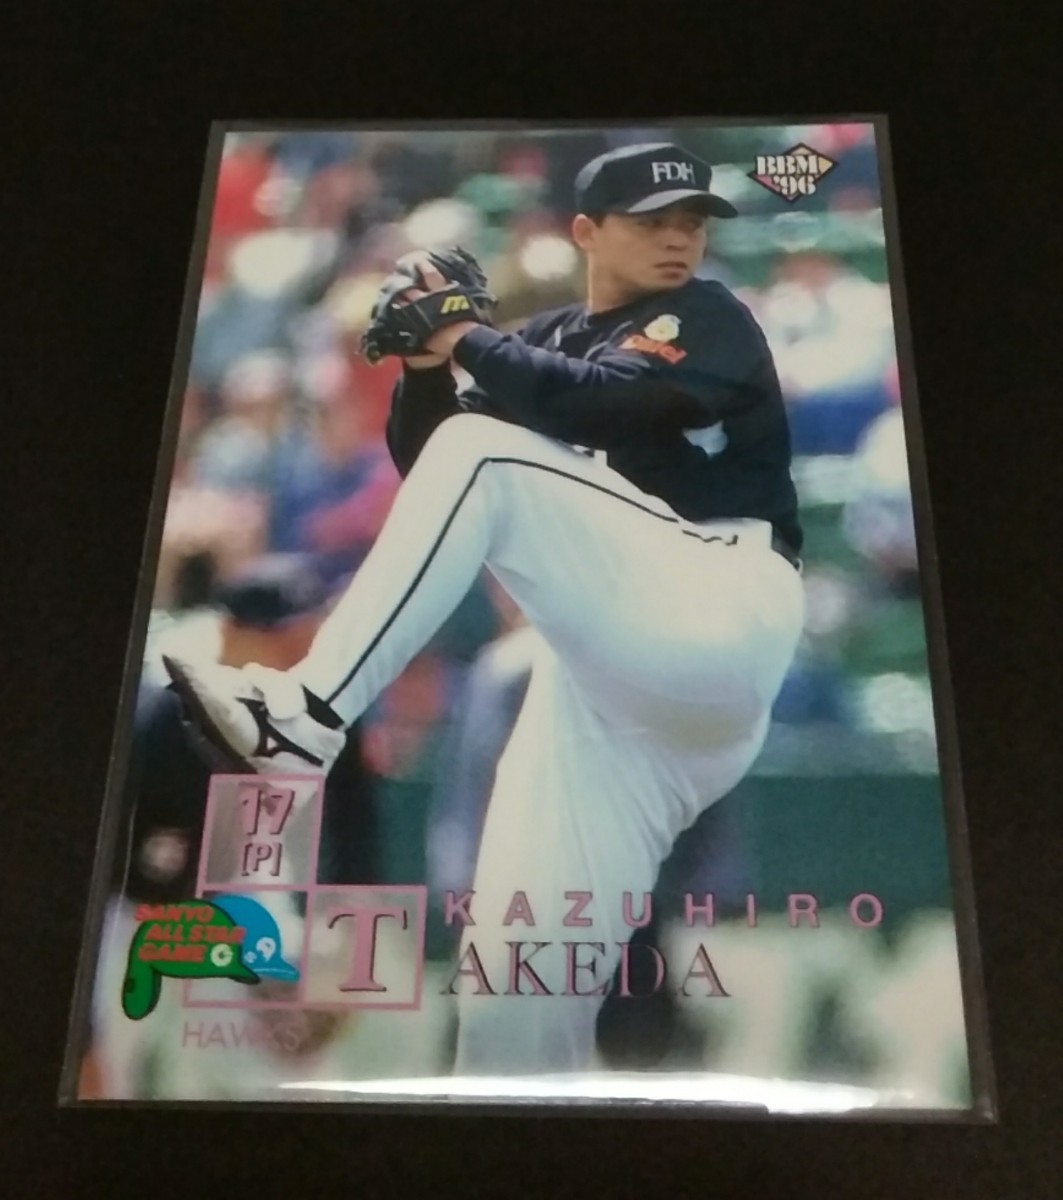 BBM
'96
FDH
17
[P]
SANYO
ALL STAR
GAME
KAZUHIRO
TAKEDA
HAWKS